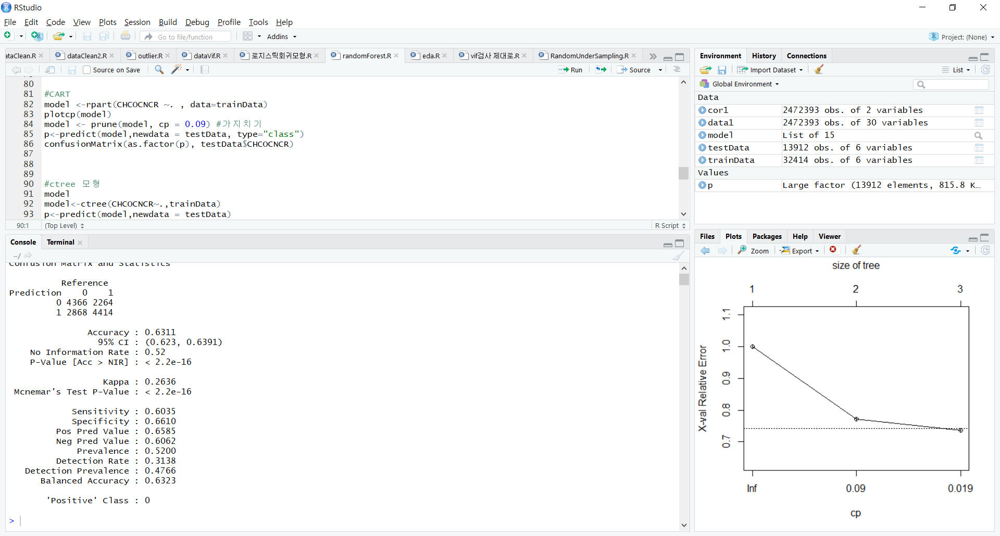 RStudio
File Edit Code View Plots Session Build Debug Profile Tools Help
Go to file/function Addins Project: (None)
ataClean.R dataClean2.R outlier.R dataVif.R 로지스틱회귀모형.R randomForest.R eda.R vif검사 제대로.R RandomUnderSampling.R
Source on Save Run Source
80
81 #CART
82 model <-rpart(CHCOCNCR ~. , data=trainData)
83 plotcp(model)
84 model <- prune(model, cp = 0.09) #가지치기
85 p<-predict(model,newdata = testData, type="class")
86 confusionMatrix(as.factor(p), testData$CHCOCNCR)
87
88
89
90 #ctree 모형
91 model
92 model<-ctree(CHCOCNCR~.,trainData)
93 p<-predict(model,newdata = testData)
90:1 (Top Level) R Script
Console Terminal
~/
Confusion Matrix and Statistics
Reference
Prediction 0 1
0 4366 2264
1 2868 4414
Accuracy : 0.6311
95% CI : (0.623, 0.6391)
No Information Rate : 0.52
P-Value [Acc > NIR] : < 2.2e-16
Kappa : 0.2636
Mcnemar's Test P-Value : < 2.2e-16
Sensitivity : 0.6035
Specificity : 0.6610
Pos Pred Value : 0.6585
Neg Pred Value : 0.6062
Prevalence : 0.5200
Detection Rate : 0.3138
Detection Prevalence : 0.4766
Balanced Accuracy : 0.6323
'Positive' Class : 0
>
Environment History Connections
Import Dataset List
Global Environment
Data
cor1 2472393 obs. of 2 variables
data1 2472393 obs. of 30 variables
model List of 15
testData 13912 obs. of 6 variables
trainData 32414 obs. of 6 variables
Values
p Large factor (13912 elements, 815.8 K…
Files Plots Packages Help Viewer
Zoom Export
size of tree
1 2 3
X-val Relative Error
1.1
1.0
0.9
0.8
0.7
Inf 0.09 0.019
cp